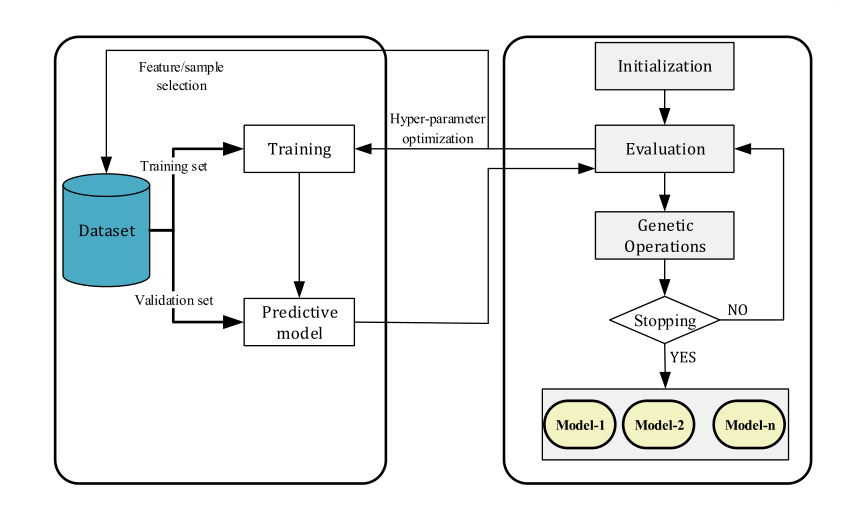 Feature/sample
selection
Hyper-parameter
optimization
Training
Training set
Dataset
Validation set
Predictive
model
Initialization
Evaluation
Genetic
Operations
Stopping
NO
YES
Model-1
Model-2
Model-n